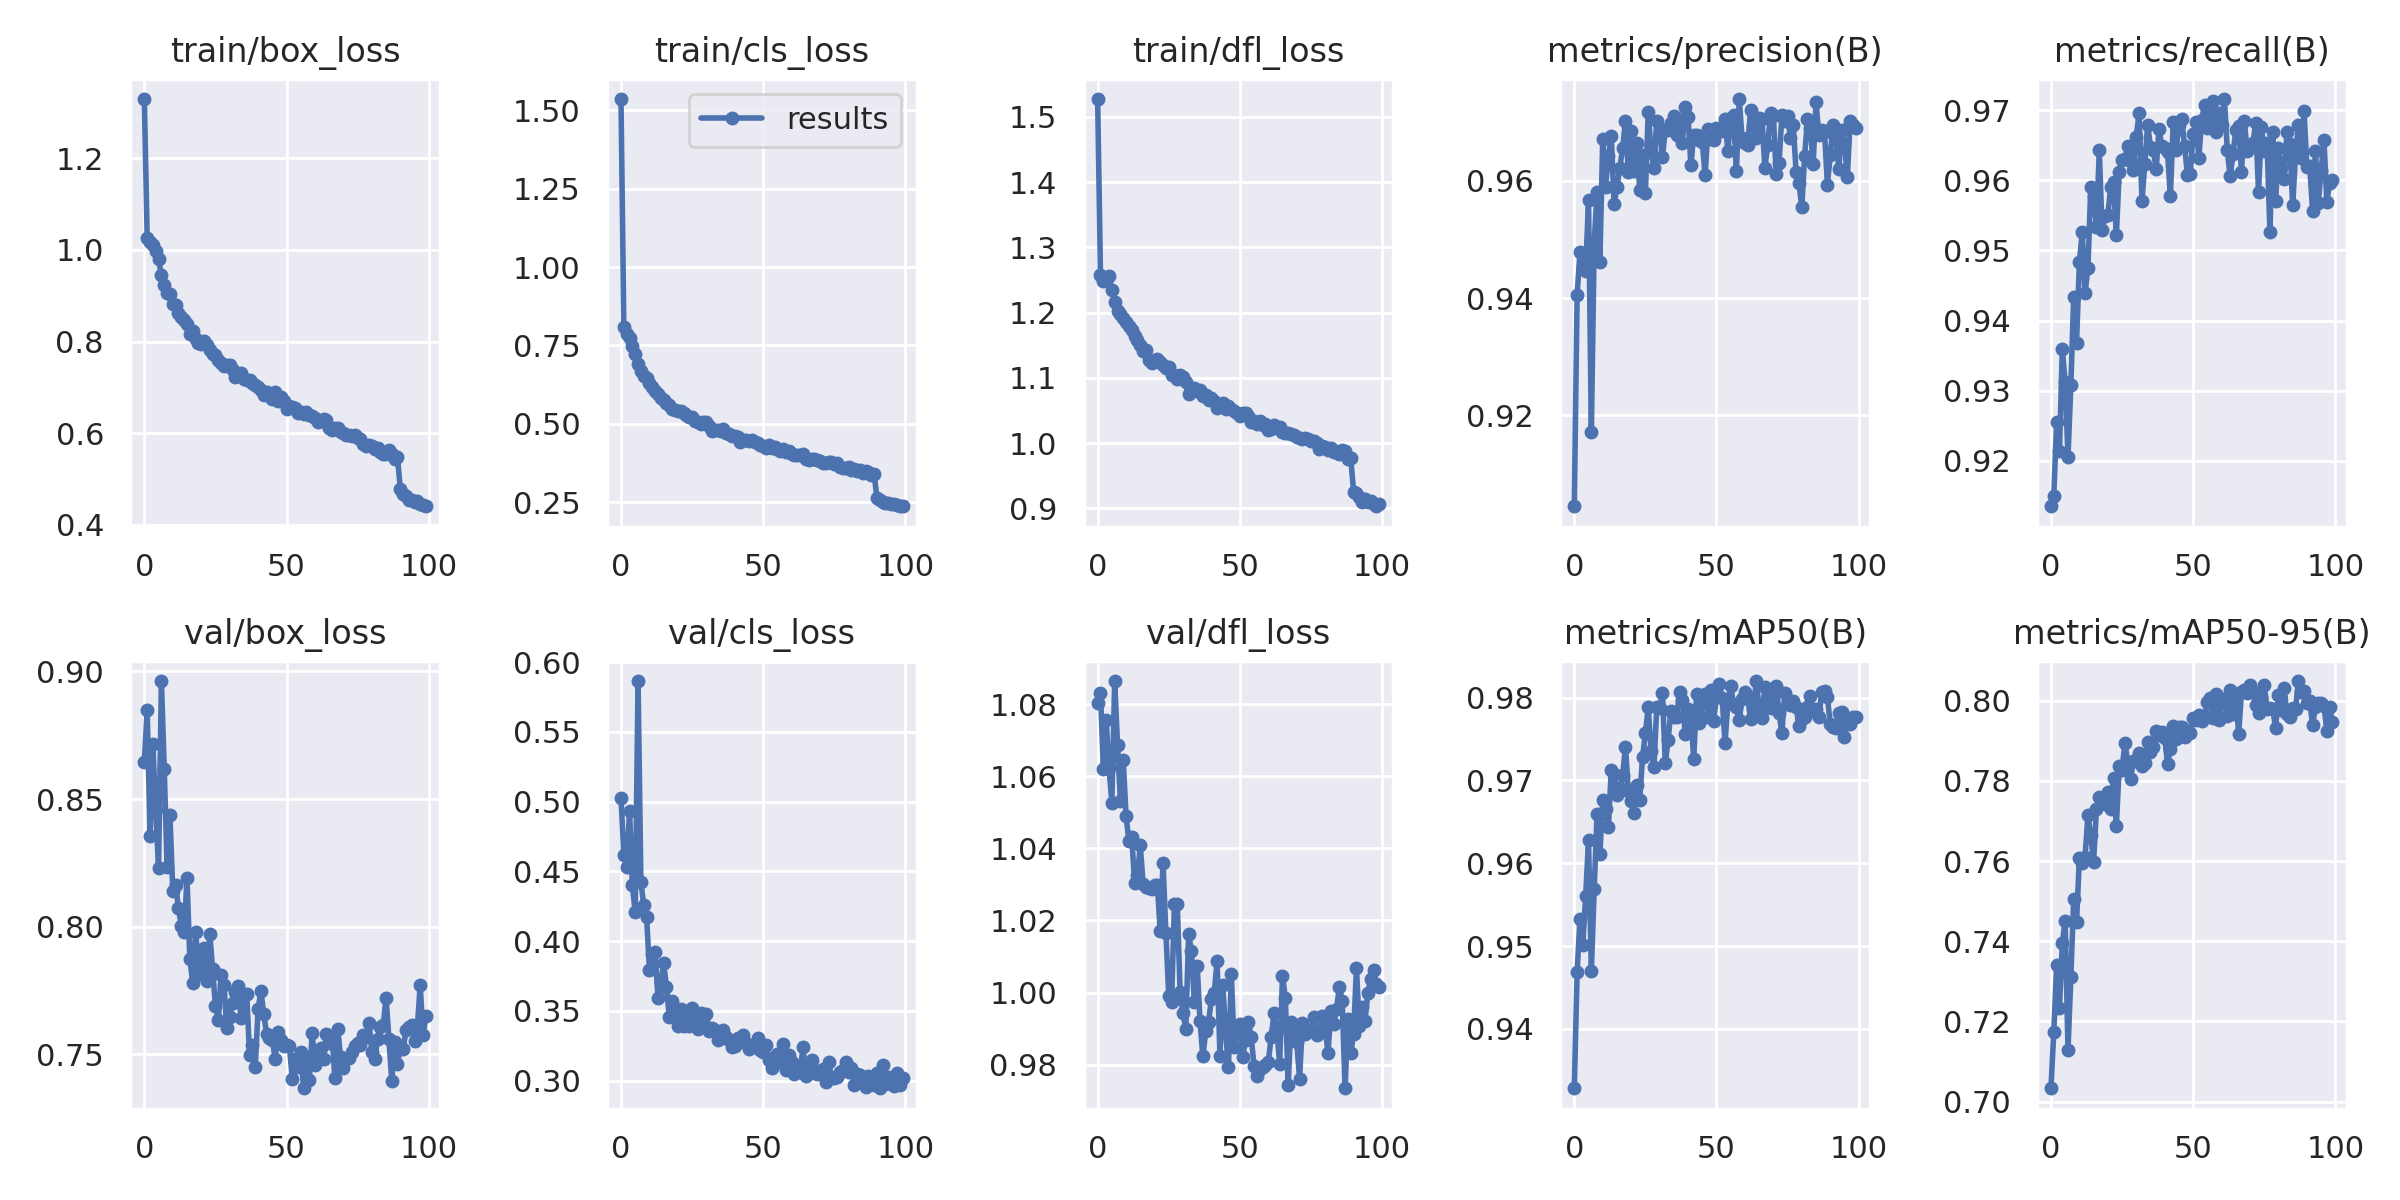 train/box_loss
1.2
1.0
0.8
0.6
0.4
0 50 100
train/cls_loss
results
1.50
1.25
1.00
0.75
0.50
0.25
0 50 100
train/dfl_loss
1.5
1.4
1.3
1.2
1.1
1.0
0.9
0 50 100
metrics/precision(B)
0.96
0.94
0.92
0 50 100
metrics/recall(B)
0.97
0.96
0.95
0.94
0.93
0.92
0 50 100
val/box_loss
0.90
0.85
0.80
0.75
0 50 100
val/cls_loss
0.60
0.55
0.50
0.45
0.40
0.35
0.30
0 50 100
val/dfl_loss
1.08
1.06
1.04
1.02
1.00
0.98
0 50 100
metrics/mAP50(B)
0.98
0.97
0.96
0.95
0.94
0 50 100
metrics/mAP50-95(B)
0.80
0.78
0.76
0.74
0.72
0.70
0 50 100